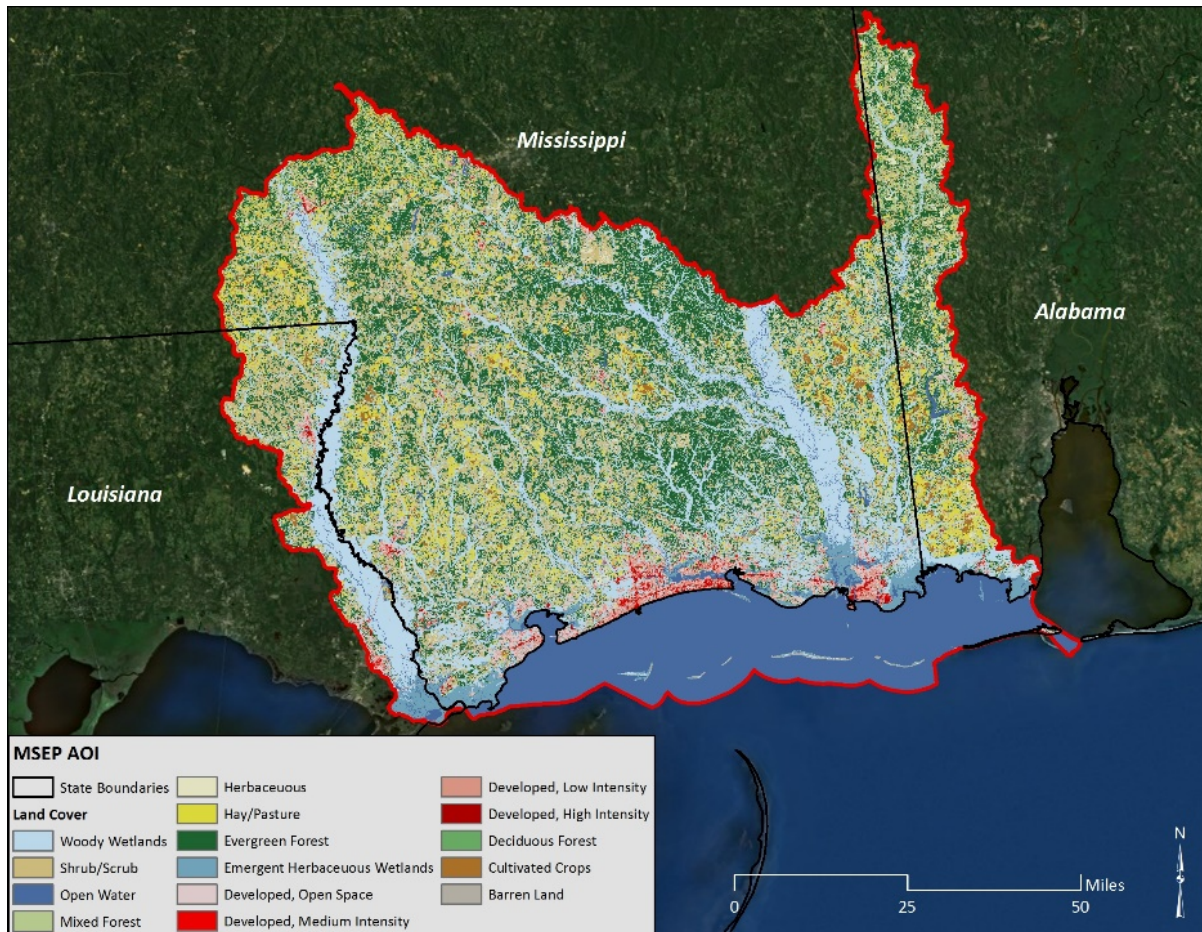 Mississippi
Alabama
Louisiana
MSEP AOI
State Boundaries
Land Cover
Woody Wetlands
Shrub/Scrub
Open Water
Mixed Forest
Herbaceuous
Hay/Pasture
Evergreen Forest
Emergent Herbaceuous Wetlands
Developed, Open Space
Developed, Medium Intensity
Developed, Low Intensity
Developed, High Intensity
Deciduous Forest
Cultivated Crops
Barren Land
N
Miles
0 25 50